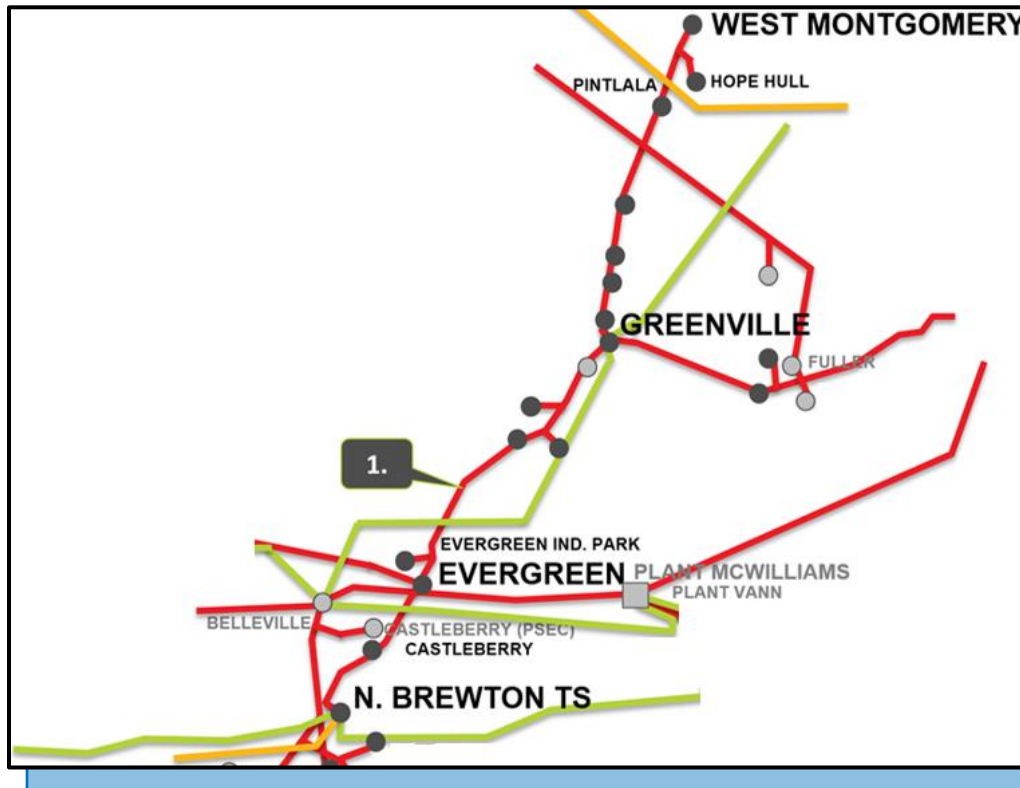 WEST MONTGOMERY
HOPE HULL
PINTLALA
GREENVILLE
FULLER
1.
EVERGREEN IND. PARK
EVERGREEN
PLANT MCWILLIAMS
PLANT VANN
BELLEVILLE
CASTLEBERRY (PSEC)
CASTLEBERRY
N. BREWTON TS